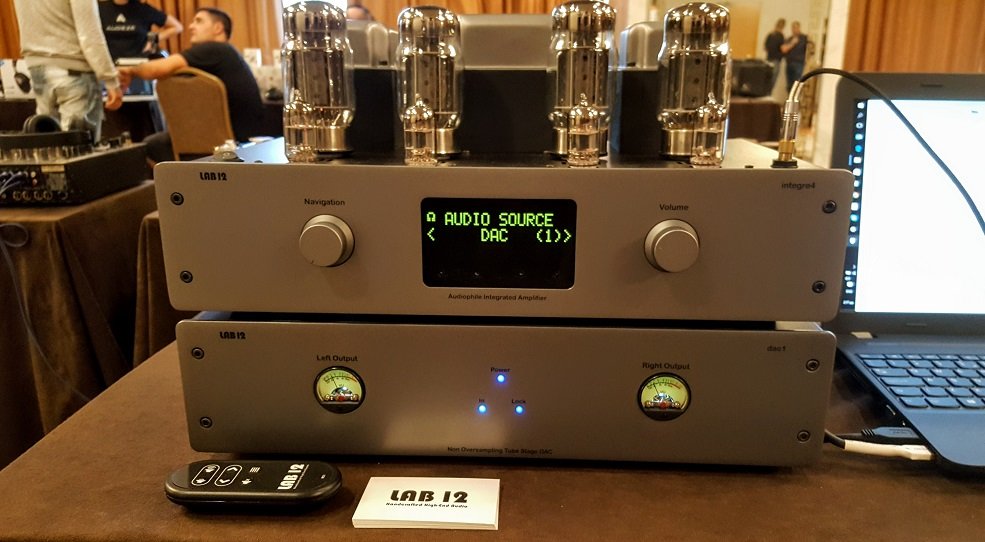 LAB 12
integre4
Navigation
Volume
AUDIO SOURCE
< DAC (1)>
Audiophile Integrated Amplifier
LAB 12
dac1
Left Output
Right Output
Power
In
Lock
Non Oversampling Tube Stage DAC
LAB 12
LAB 12
Handcrafted High-End Audio